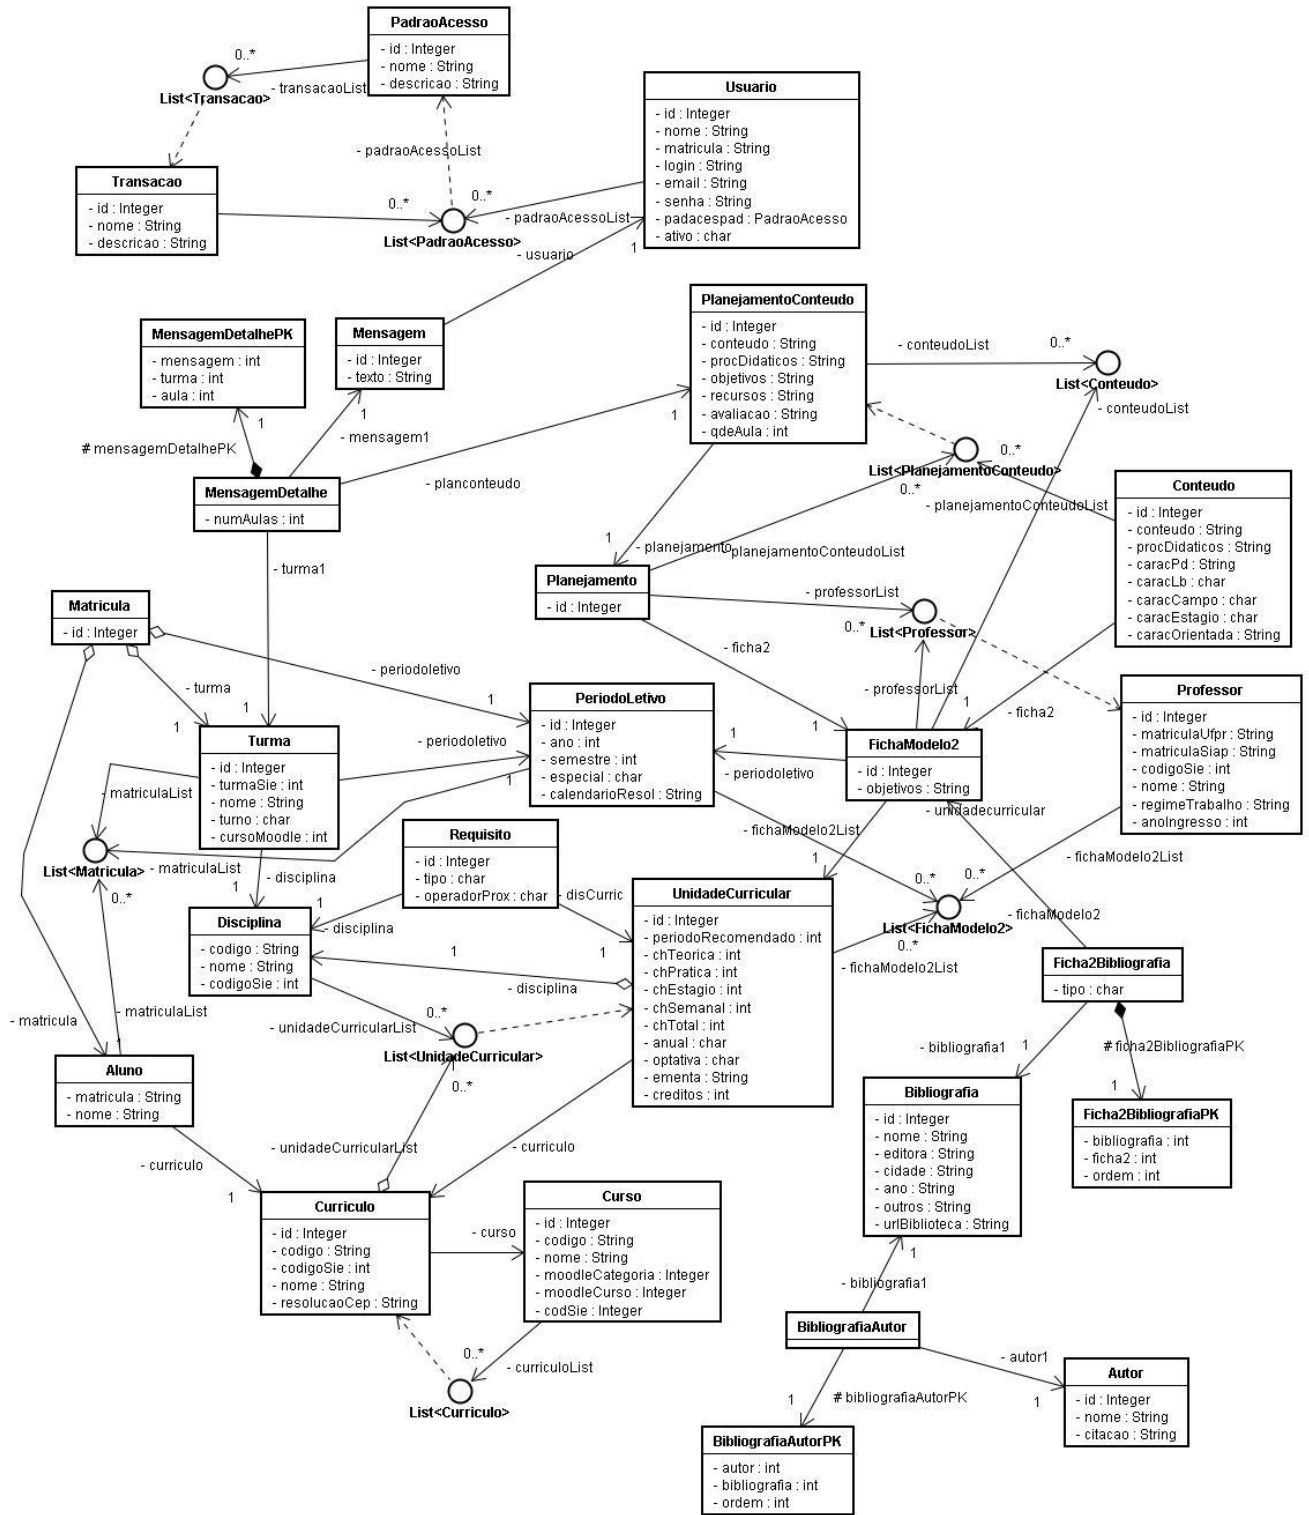 PadraoAcesso
- id : Integer
- nome : String
- descricao : String
0..*
- transacaoList
List<Transacao>
Usuario
- id : Integer
- nome : String
- matricula : String
- login : String
- email : String
- senha : String
- padacespad : PadraoAcesso
- ativo : char
- padraoAcessoList
Transacao
- id : Integer
- nome : String
- descricao : String
0..*
0..*
- padraoAcessoList
List<PadraoAcesso>
- usuario
1
PlanejamentoConteudo
- id : Integer
- conteudo : String
- procDidaticos : String
- objetivos : String
- recursos : String
- avaliacao : String
- qdeAula : int
MensagemDetalhePK
- mensagem : int
- turma : int
- aula : int
Mensagem
- id : Integer
- texto : String
- conteudoList
0..*
List<Conteudo>
- conteudoList
1
1
1
# mensagemDetalhePK
- mensagem1
0..*
List<PlanejamentoConteudo>
MensagemDetalhe
- numAulas : int
- planconteudo
0..*
- planejamentoConteudoList
Conteudo
- id : Integer
- conteudo : String
- procDidaticos : String
- caracPd : String
- caracLb : char
- caracCampo : char
- caracEstagio : char
- caracOrientada : String
1
- planejamento
- planejamentoConteudoList
- turma1
Planejamento
- id : Integer
- professorList
0..*
List<Professor>
Matricula
- id : Integer
- ficha2
- periodoletivo
- turma
- professorList
1
1
1
PeriodoLetivo
- id : Integer
- ano : int
- semestre : int
- especial : char
- calendarioResol : String
Professor
- id : Integer
- matriculaUfpr : String
- matriculaSiap : String
- codigoSie : int
- nome : String
- regimeTrabalho : String
- anoIngresso : int
- ficha2
1
1
1
Turma
- id : Integer
- turmaSie : int
- nome : String
- turno : char
- cursoMoodle : int
- periodoletivo
FichaModelo2
- id : Integer
- objetivos : String
- periodoletivo
1
- matriculaList
- unidadecurricular
Requisito
- id : Integer
- tipo : char
- operadorProx : char
- fichaModelo2List
- fichaModelo2List
1
List<Matricula>
- matriculaList
- disciplina
1
1
0..*
- disCurric
UnidadeCurricular
- id : Integer
- periodoRecomendado : int
- chTeorica : int
- chPratica : int
- chEstagio : int
- chSemanal : int
- chTotal : int
- anual : char
- optativa : char
- ementa : String
- creditos : int
0..*
0..*
List<FichaModelo2>
- fichaModelo2
0..*
- fichaModelo2List
Disciplina
- codigo : String
- nome : String
- codigoSie : int
- disciplina
1
1
- disciplina
Ficha2Bibliografia
- tipo : char
- matricula
- matriculaList
1
- unidadeCurricularList
0..*
List<UnidadeCurricular>
0..*
- bibliografia1
1
# ficha2BibliografiaPK
1
Aluno
- matricula : String
- nome : String
Bibliografia
- id : Integer
- nome : String
- editora : String
- cidade : String
- ano : String
- outros : String
- urlBiblioteca : String
Ficha2BibliografiaPK
- bibliografia : int
- ficha2 : int
- ordem : int
- curriculo
1
- unidadeCurricularList
- curriculo
Curriculo
- id : Integer
- codigo : String
- codigoSie : int
- nome : String
- resolucaoCep : String
- curso
Curso
- id : Integer
- codigo : String
- nome : String
- moodleCategoria : Integer
- moodleCurso : Integer
- codSie : Integer
1
- bibliografia1
BibliografiaAutor
0..*
- curriculoList
List<Curriculo>
- autor1
1
1
# bibliografiaAutorPK
Autor
- id : Integer
- nome : String
- citacao : String
BibliografiaAutorPK
- autor : int
- bibliografia : int
- ordem : int